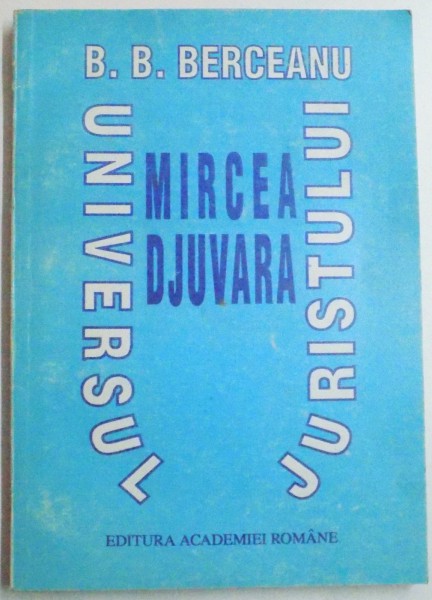 B. B. BERCEANU
UNIVERSUL
JURISTULUI
MIRCEA
DJUVARA
EDITURA ACADEMIEI ROMÂNE